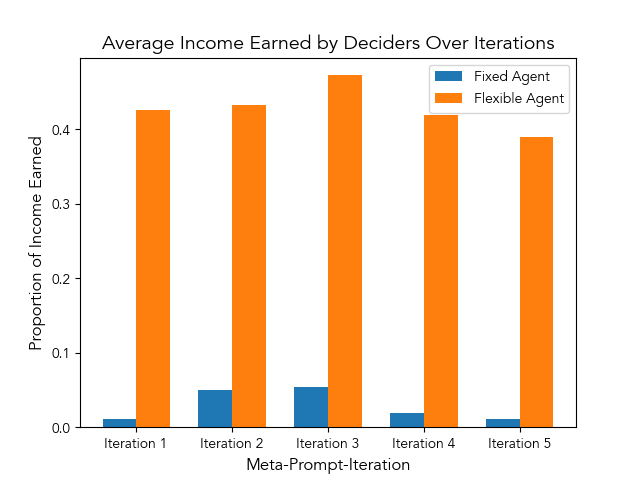 Average Income Earned by Deciders Over Iterations
Fixed Agent
Flexible Agent
Proportion of Income Earned
0.4
0.3
0.2
0.1
0.0
Iteration 1 Iteration 2 Iteration 3 Iteration 4 Iteration 5
Meta-Prompt-Iteration